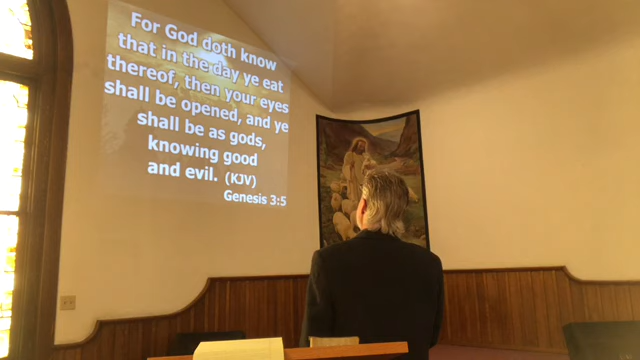 For God doth know
that in the day ye eat
thereof, then your eyes
shall be opened, and ye
shall be as gods,
knowing good
and evil. (KJV)
Genesis 3:5